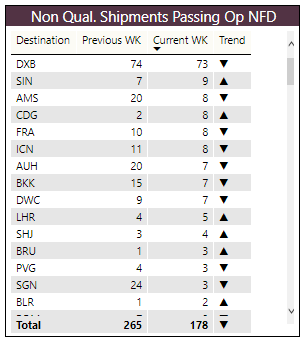 Non Qual. Shipments Passing Op NFD
Destination Previous WK Current WK Trend
DXB 74 73 ▼
SIN 7 9 ▲
AMS 20 8 ▼
CDG 2 8 ▲
FRA 10 8 ▼
ICN 11 8 ▼
AUH 20 7 ▼
BKK 15 7 ▼
DWC 9 7 ▼
LHR 4 5 ▲
SHJ 3 4 ▲
BRU 1 3 ▲
PVG 4 3 ▼
SGN 24 3 ▼
BLR 1 2 ▲
Total 265 178 ▼